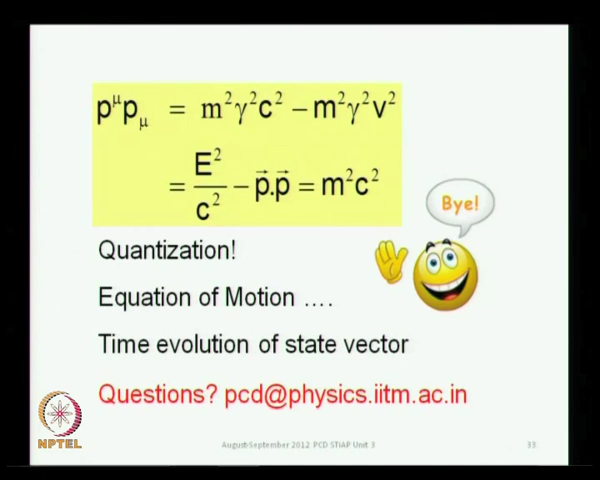 p^μ p_μ = m²γ²c² − m²γ²v²
= E²/c² − p⃗.p⃗ = m²c²
Bye!
Quantization!
Equation of Motion ….
Time evolution of state vector
Questions? pcd@physics.iitm.ac.in
NPTEL
August-September 2012 PCD STIAP Unit 3
33